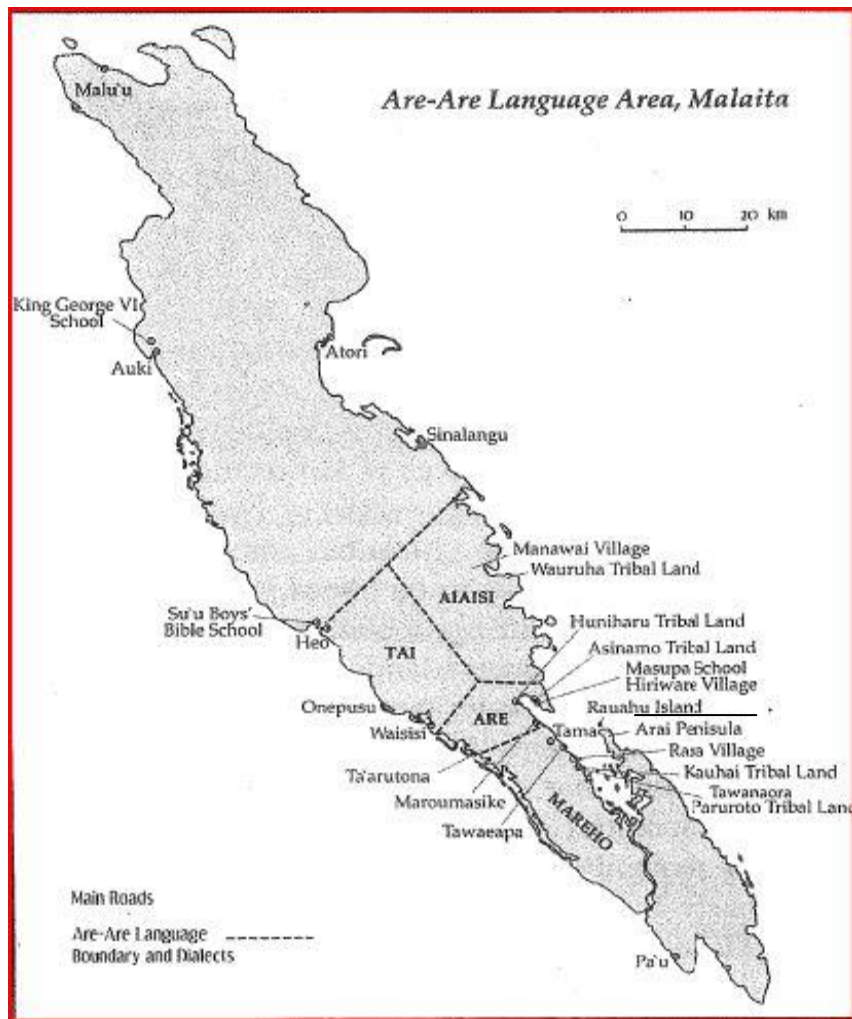 Malu'u
Are-Are Language Area, Malaita
0 10 20 km
King George VI
School
Auki
Atori
Sinalangu
Manawai Village
Wauruha Tribal Land
AIAISI
Su'u Boys'
Bible School
Heo
TAI
Huniharu Tribal Land
Asinamo Tribal Land
Masupa School
Hiriware Village
Onepusu
ARE
Rauahu Island
Waisisi
Tama
Arai Penisula
Rasa Village
Ta'arutona
Kauhai Tribal Land
Tawanaora
Maroumasike
Paruroto Tribal Land
MAREHO
Tawaeapa
Main Roads
Are-Are Language
Boundary and Dialects
Pa'u